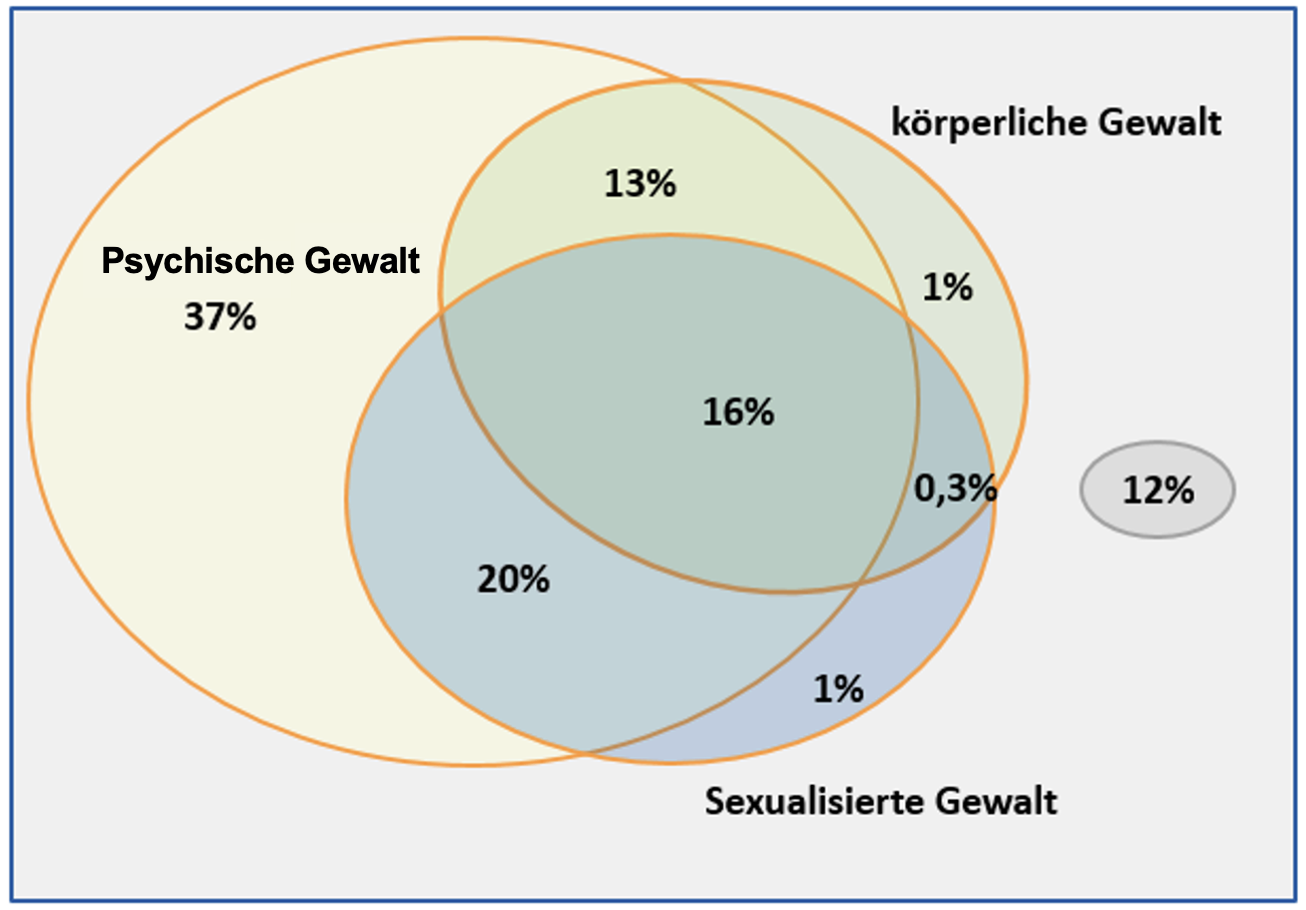 körperliche Gewalt
13%
Psychische Gewalt
37%
1%
16%
0,3%
12%
20%
1%
Sexualisierte Gewalt